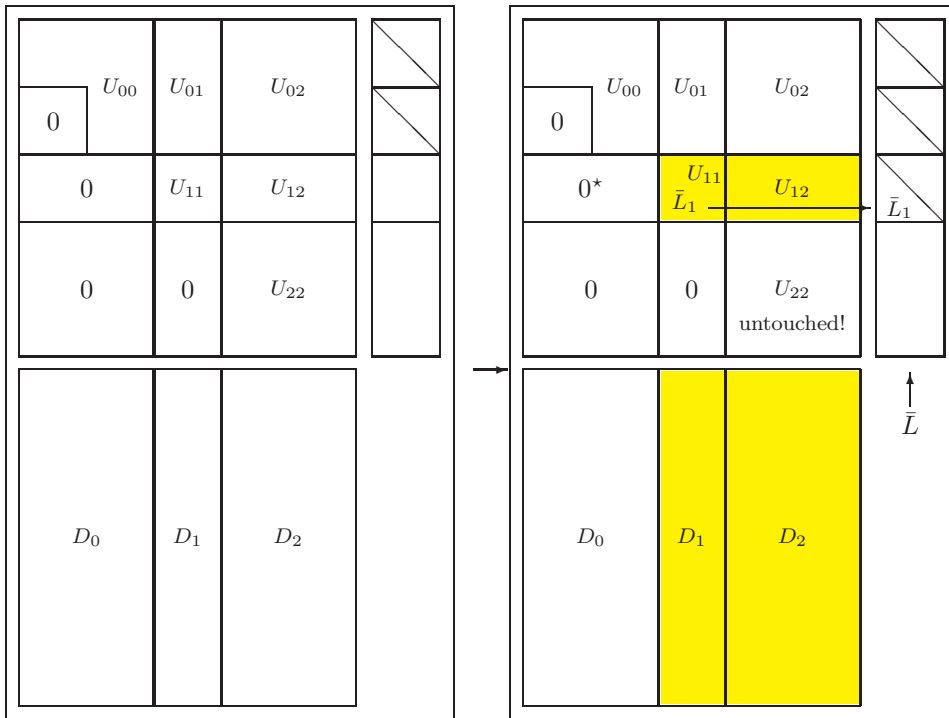 U₀₀ U₀₁ U₀₂
0
0 U₁₁ U₁₂
0 0 U₂₂
D₀ D₁ D₂
U₀₀ U₀₁ U₀₂
0
0⋆ U₁₁ U₁₂
L̄₁ L̄₁
0 0 U₂₂
untouched!
L̄
D₀ D₁ D₂